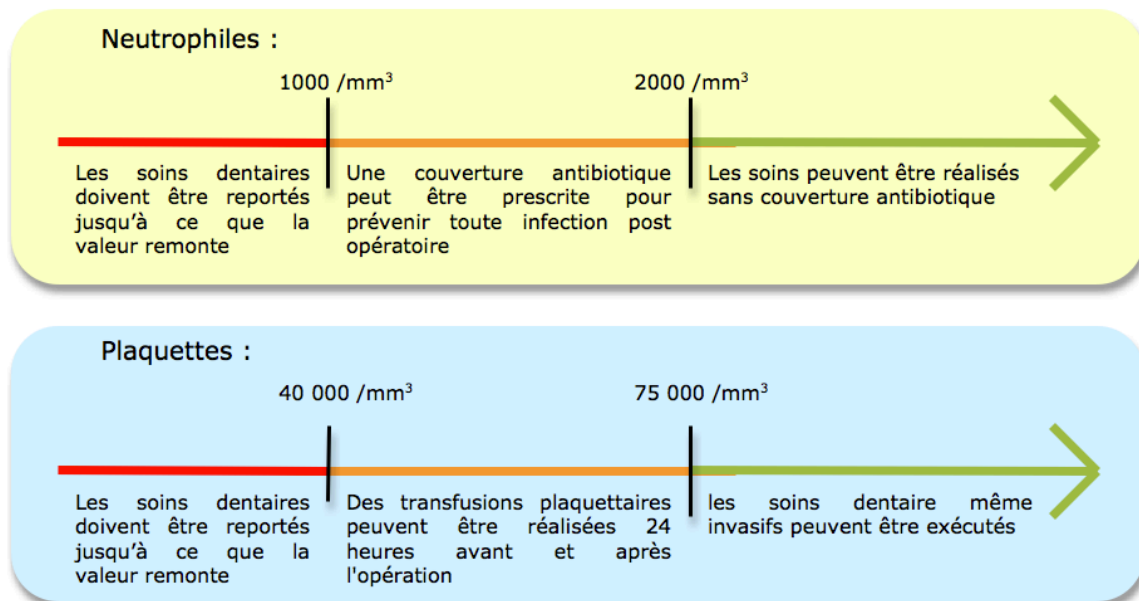 Neutrophiles :
1000 /mm³
2000 /mm³
Les soins dentaires
doivent être reportés
jusqu'à ce que la
valeur remonte
Une couverture antibiotique
peut être prescrite pour
prévenir toute infection post
opératoire
Les soins peuvent être réalisés
sans couverture antibiotique
Plaquettes :
40 000 /mm³
75 000 /mm³
Les soins dentaires
doivent être reportés
jusqu'à ce que la
valeur remonte
Des transfusions plaquettaires
peuvent être réalisées 24
heures avant et après
l'opération
les soins dentaire même
invasifs peuvent être exécutés